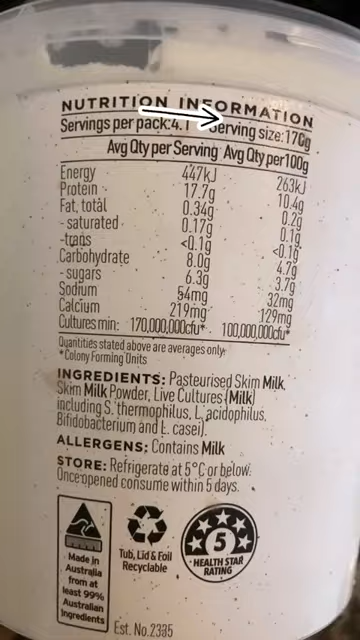 NUTRITION INFORMATION
Servings per pack:4.1 Serving size:170g
Avg Qty per Serving Avg Qty per100g
Energy 447kJ 263kJ
Protein 17.7g 10.4g
Fat, total 0.34g 0.2g
- saturated 0.17g 0.1g
-trans <0.1g <0.1g
Carbohydrate 8.0g 4.7g
- sugars 6.3g 3.7g
Sodium 54mg 32mg
Calcium 219mg 129mg
Cultures min: 170,000,000cfu* 100,000,000cfu*
Quantities stated above are averages only.
*Colony Forming Units
INGREDIENTS: Pasteurised Skim Milk,
Skim Milk Powder, Live Cultures (Milk)
(including S. thermophilus, L. acidophilus,
Bifidobacterium and L. casei).
ALLERGENS: Contains Milk
STORE: Refrigerate at 5°C or below.
Once opened consume within 5 days.
Made in
Australia
from at
least 99%
Australian
ingredients
Tub, Lid & Foil
Recyclable
5
HEALTH STAR
RATING
Est. No.2385